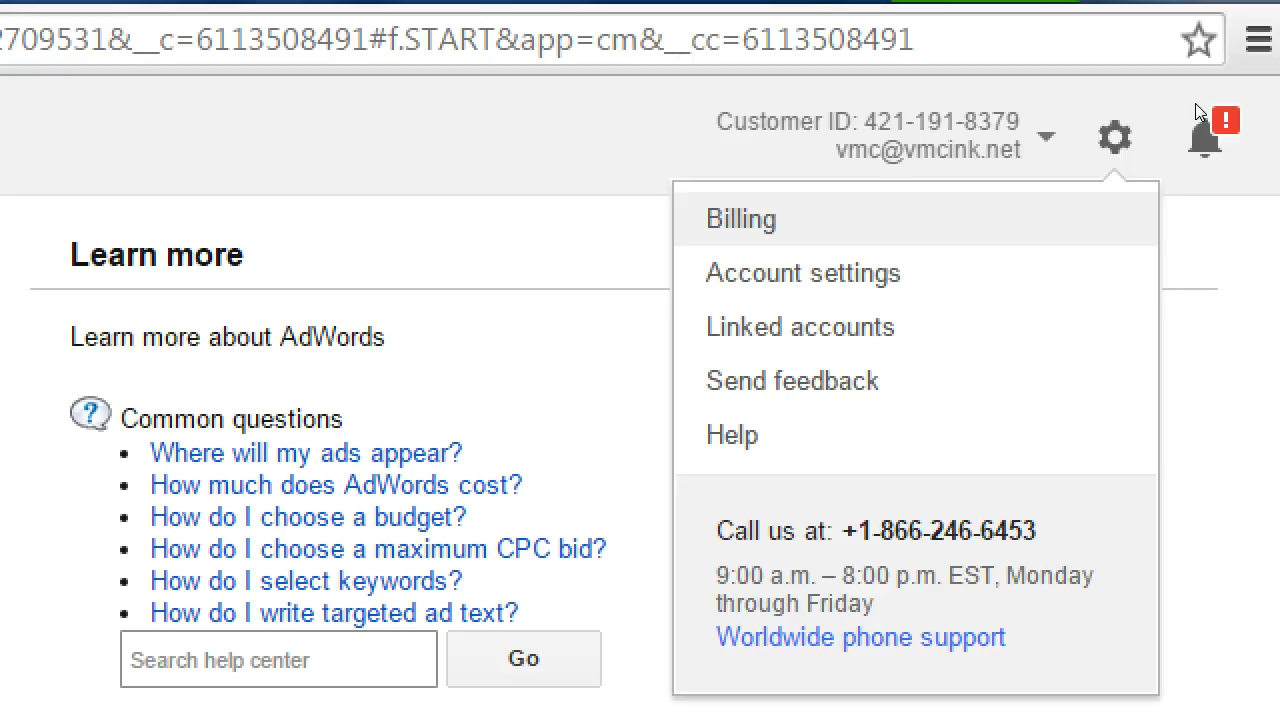 2709531&__c=6113508491#f.START&app=cm&__cc=6113508491
Customer ID: 421-191-8379
vmc@vmcink.net
!
Billing
Account settings
Linked accounts
Send feedback
Help
Call us at: +1-866-246-6453
9:00 a.m. – 8:00 p.m. EST, Monday
through Friday
Worldwide phone support
Learn more
Learn more about AdWords
?
Common questions
• Where will my ads appear?
• How much does AdWords cost?
• How do I choose a budget?
• How do I choose a maximum CPC bid?
• How do I select keywords?
• How do I write targeted ad text?
Search help center
Go